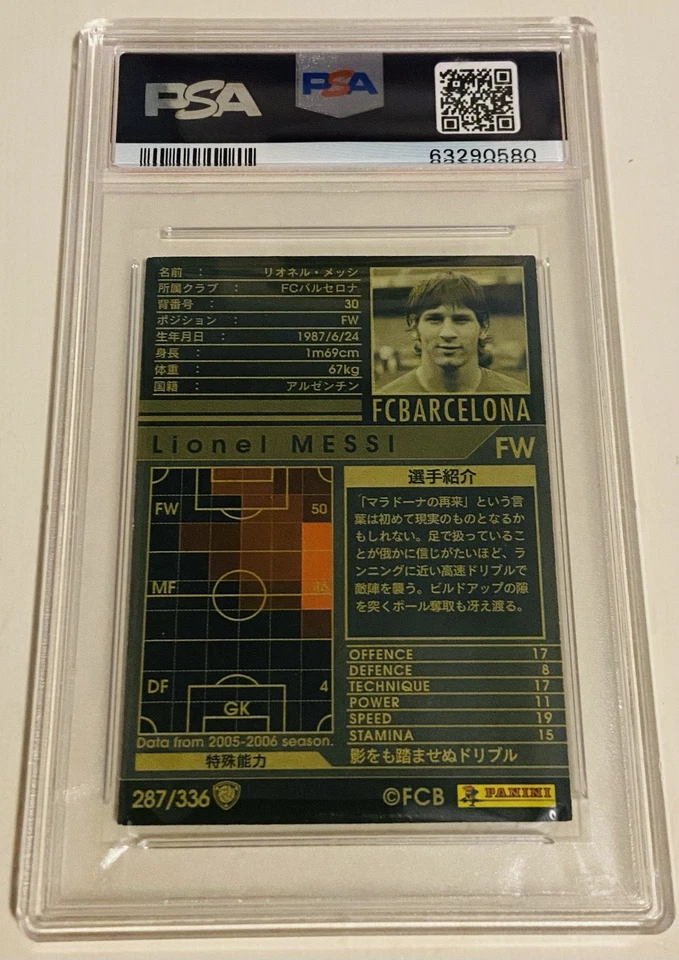 PSA
PSA
63290580
名前 : リオネル・メッシ
所属クラブ : FCバルセロナ
背番号 : 30
ポジション : FW
生年月日 : 1987/6/24
身長 : 1m69cm
体重 : 67kg
国籍 : アルゼンチン
FCBARCELONA
Lionel MESSI
FW
FW 50
MF 46
DF 4
GK
Data from 2005-2006 season.
特殊能力
選手紹介
「マラドーナの再来」という言
葉は初めて現実のものとなるか
もしれない。足で扱っているこ
とが俄かに信じがたいほど、ラ
ンニングに近い高速ドリブルで
敵陣を襲う。ビルドアップの隙
を突くボール奪取も冴え渡る。
OFFENCE 17
DEFENCE 8
TECHNIQUE 17
POWER 11
SPEED 19
STAMINA 15
影をも踏ませぬドリブル
287/336
©FCB
PANINI